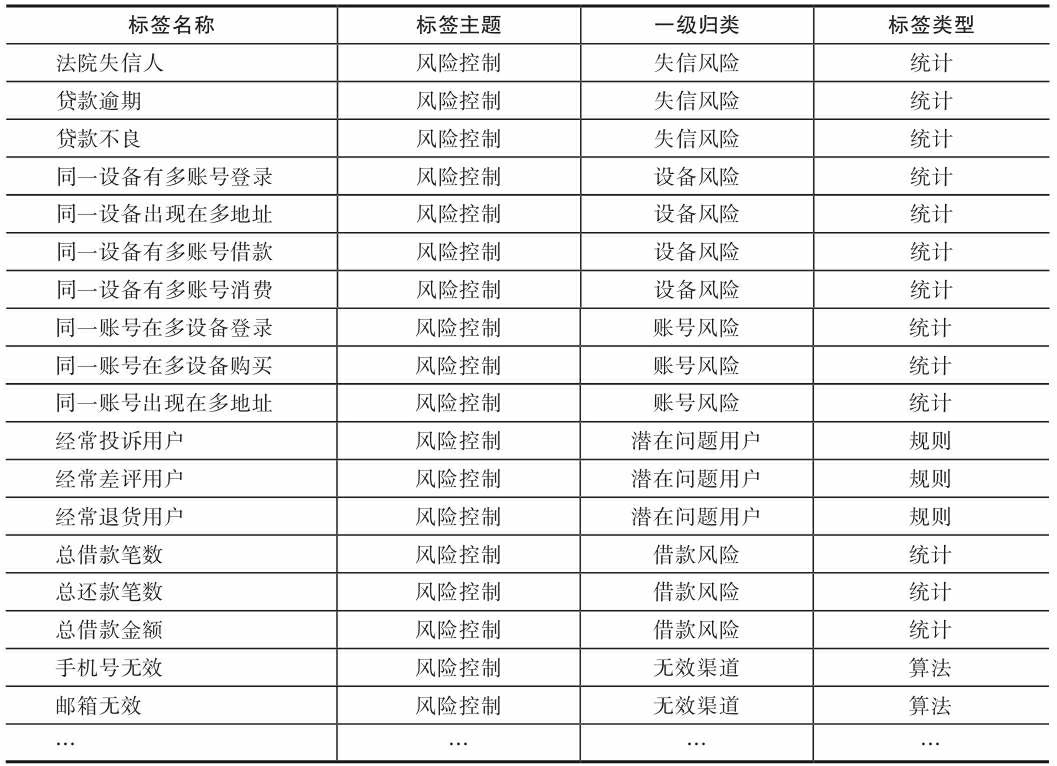 标签名称 标签主题 一级归类 标签类型
法院失信人 风险控制 失信风险 统计
贷款逾期 风险控制 失信风险 统计
贷款不良 风险控制 失信风险 统计
同一设备有多账号登录 风险控制 设备风险 统计
同一设备出现在多地址 风险控制 设备风险 统计
同一设备有多账号借款 风险控制 设备风险 统计
同一设备有多账号消费 风险控制 设备风险 统计
同一账号在多设备登录 风险控制 账号风险 统计
同一账号在多设备购买 风险控制 账号风险 统计
同一账号出现在多地址 风险控制 账号风险 统计
经常投诉用户 风险控制 潜在问题用户 规则
经常差评用户 风险控制 潜在问题用户 规则
经常退货用户 风险控制 潜在问题用户 规则
总借款笔数 风险控制 借款风险 统计
总还款笔数 风险控制 借款风险 统计
总借款金额 风险控制 借款风险 统计
手机号无效 风险控制 无效渠道 算法
邮箱无效 风险控制 无效渠道 算法
… … … …